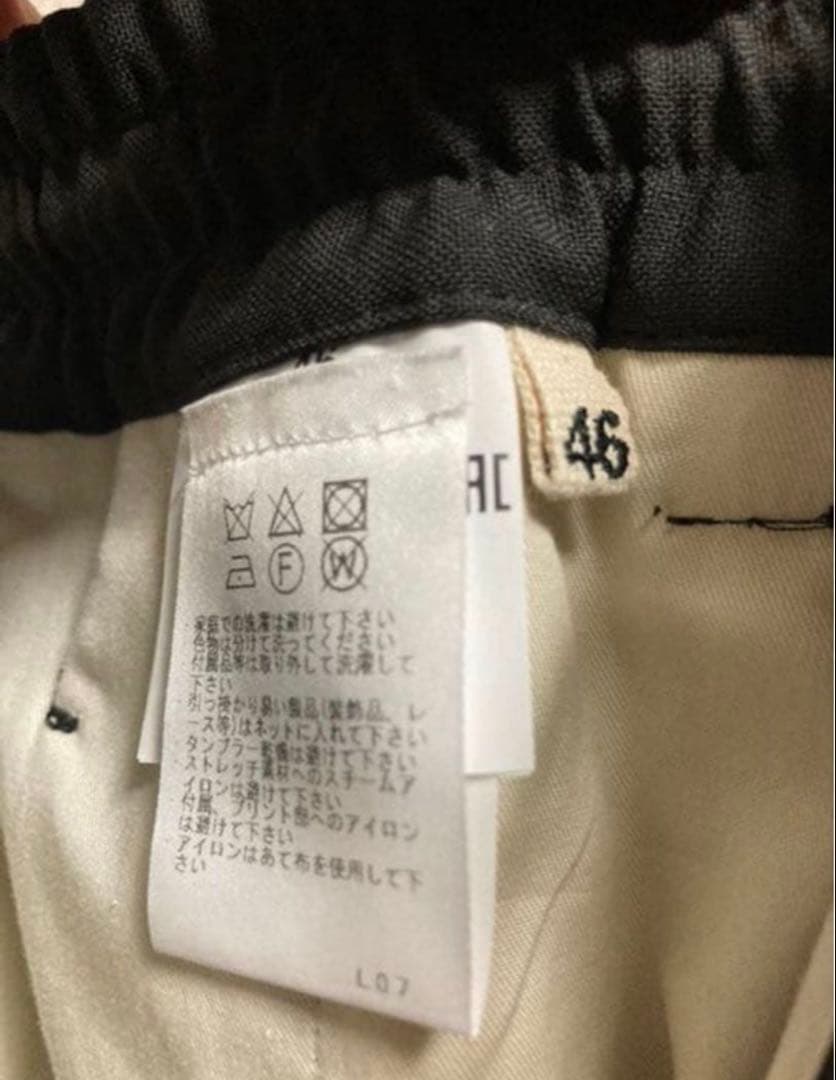 46
AC
F
W
家庭での洗濯は避けて下さい
色物は分けて洗ってください
付属品等は取り外して洗濯して
下さい
引っ掛かり易い製品(装飾品、レ
ース等)はネットに入れて下さい
タンブラー乾燥は避けて下さい
ストレッチ素材へのスチームア
イロンは避けて下さい
付属、プリント部へのアイロン
は避けて下さい
アイロンはあて布を使用して下
さい
L07